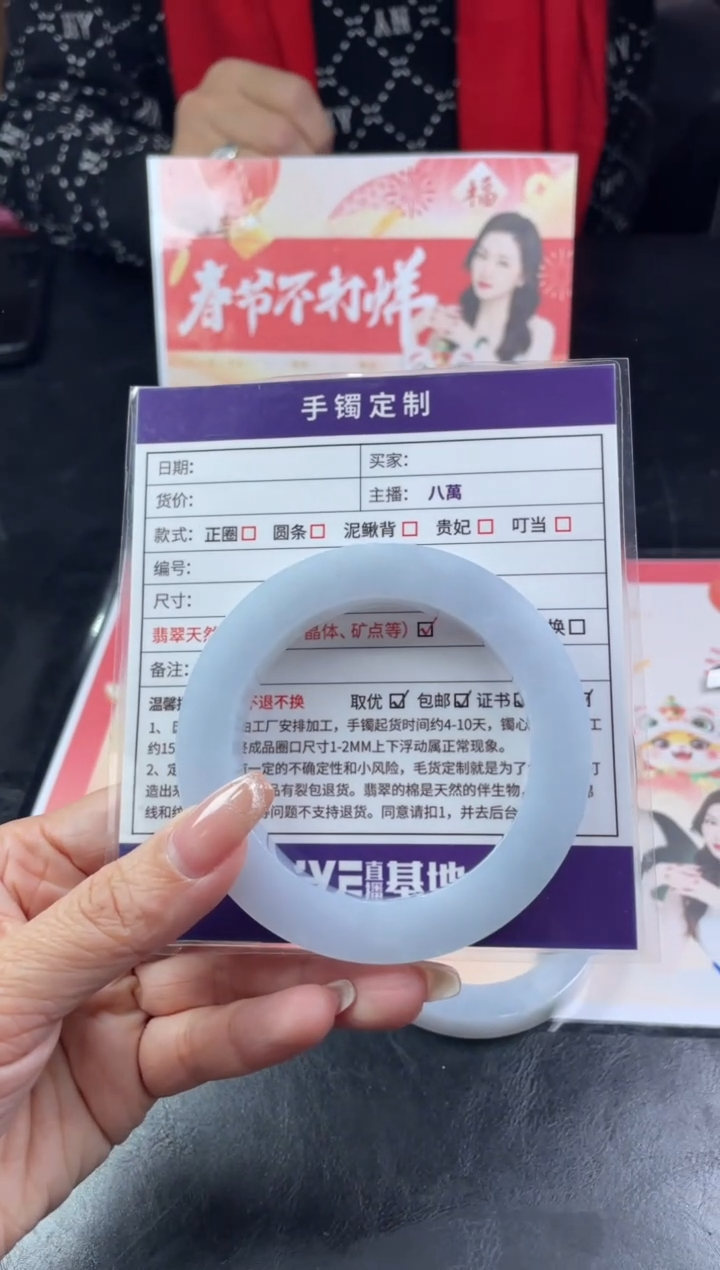 福
春节不打烊
手镯定制
日期： 买家：
货价： 主播： 八萬
款式： 正圈□ 圆条□ 泥鳅背□ 贵妃□ 叮当□
编号：
尺寸：
翡翠天然 晶体、矿点等）☑ 换□
备注：
温馨 不退不换 取优☑ 包邮☑ 证书☑
1、 由工厂安排加工，手镯起货时间约4-10天，镯心 工
约15 成品圈口尺寸1-2MM上下浮动属正常现象。
2、定 一定的不确定性和小风险，毛货定制就是为了 打
造出来 品有裂包退货。翡翠的棉是天然的伴生物，
线和纹 等问题不支持退货。同意请扣1，并去后台
直播基地